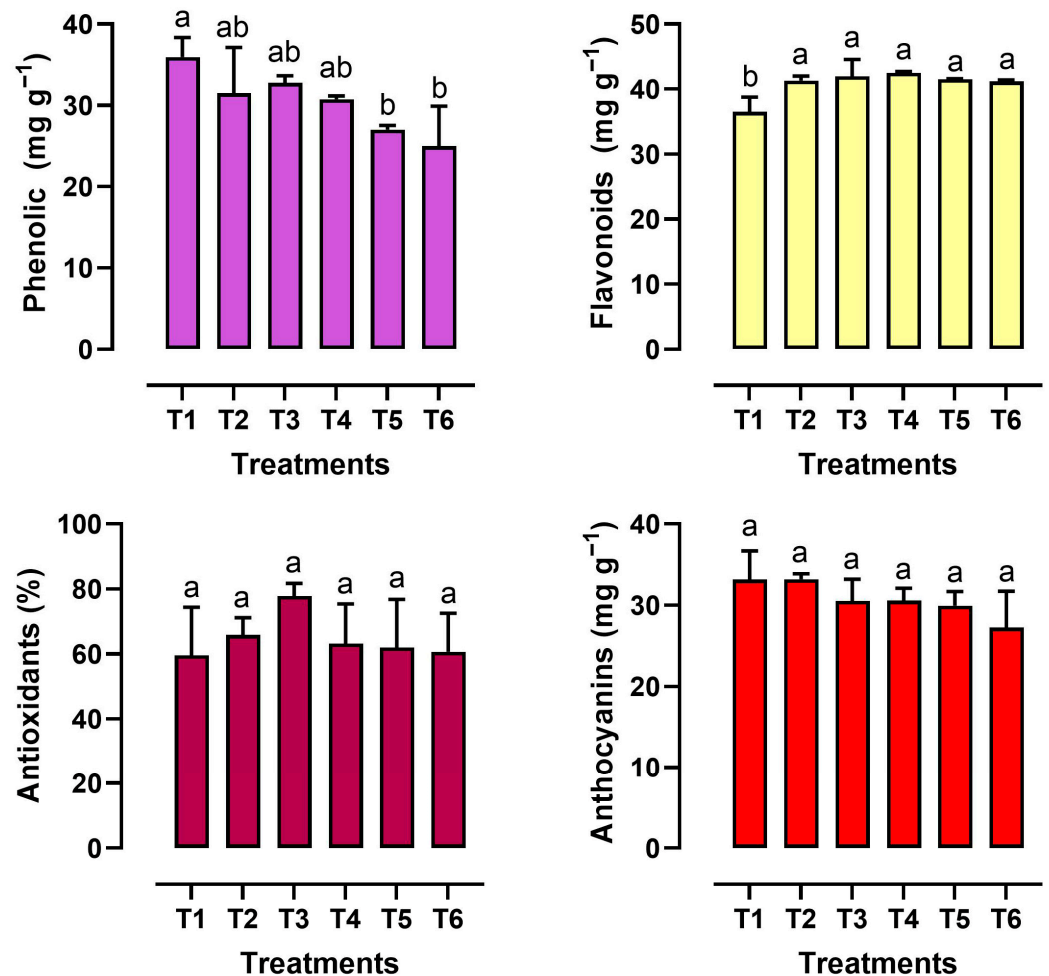 Phenolic (mg g⁻¹)
40
30
20
10
0
a
ab
ab
ab
b
b
T1 T2 T3 T4 T5 T6
Treatments
Flavonoids (mg g⁻¹)
50
40
30
20
10
0
b
a
a
a
a
a
T1 T2 T3 T4 T5 T6
Treatments
Antioxidants (%)
100
80
60
40
20
0
a
a
a
a
a
a
T1 T2 T3 T4 T5 T6
Treatments
Anthocyanins (mg g⁻¹)
40
30
20
10
0
a
a
a
a
a
a
T1 T2 T3 T4 T5 T6
Treatments